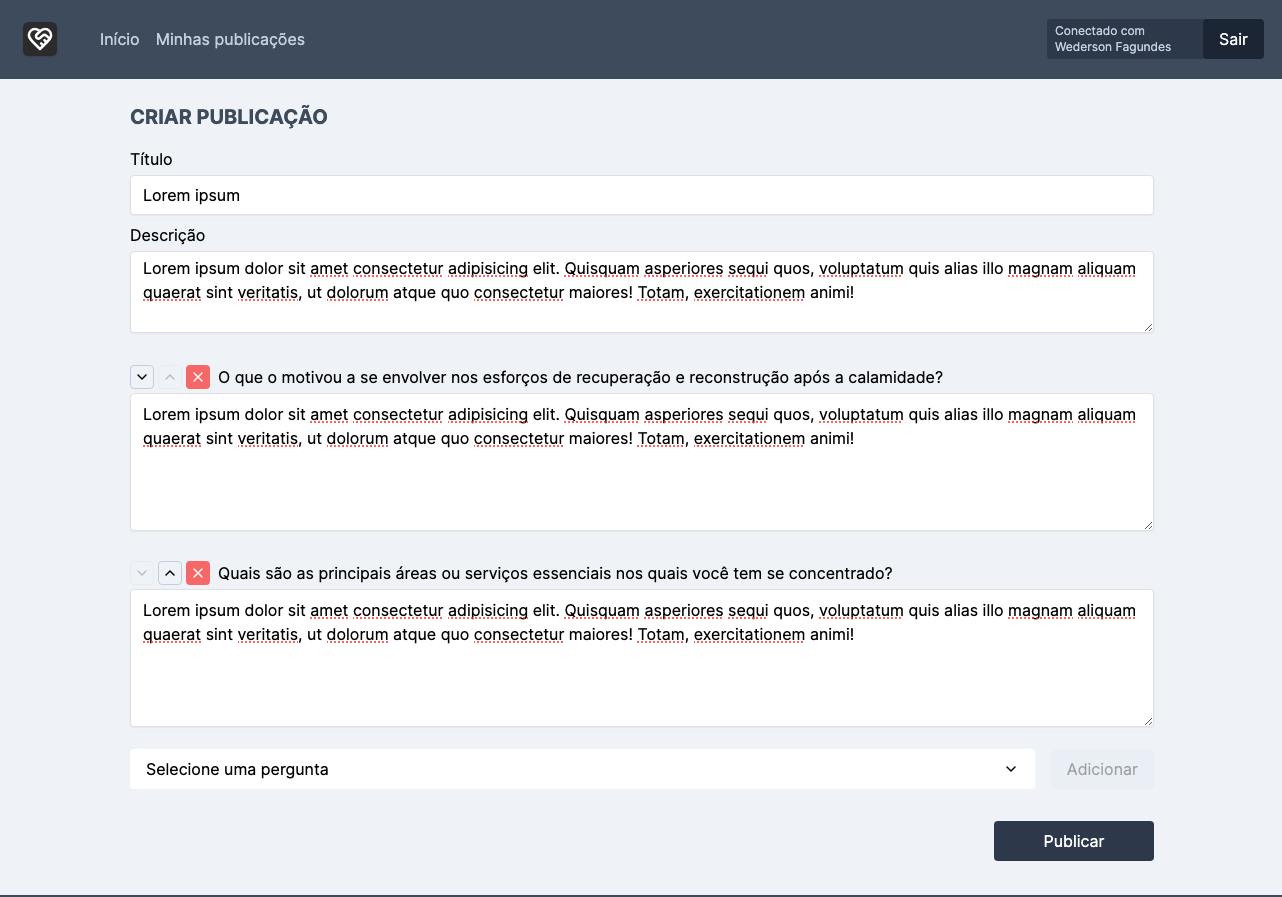 Início Minhas publicações
Conectado com
Wederson Fagundes
Sair
CRIAR PUBLICAÇÃO
Título
Lorem ipsum
Descrição
Lorem ipsum dolor sit amet consectetur adipisicing elit. Quisquam asperiores sequi quos, voluptatum quis alias illo magnam aliquam
quaerat sint veritatis, ut dolorum atque quo consectetur maiores! Totam, exercitationem animi!
O que o motivou a se envolver nos esforços de recuperação e reconstrução após a calamidade?
Lorem ipsum dolor sit amet consectetur adipisicing elit. Quisquam asperiores sequi quos, voluptatum quis alias illo magnam aliquam
quaerat sint veritatis, ut dolorum atque quo consectetur maiores! Totam, exercitationem animi!
Quais são as principais áreas ou serviços essenciais nos quais você tem se concentrado?
Lorem ipsum dolor sit amet consectetur adipisicing elit. Quisquam asperiores sequi quos, voluptatum quis alias illo magnam aliquam
quaerat sint veritatis, ut dolorum atque quo consectetur maiores! Totam, exercitationem animi!
Selecione uma pergunta
Adicionar
Publicar